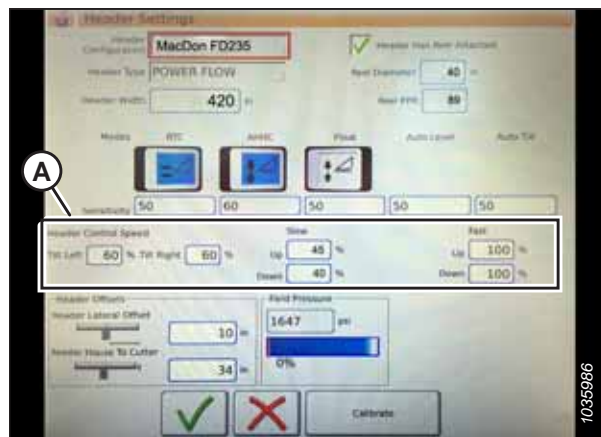 Header Settings
Header Configuration MacDon FD235 Header Has Reel Attached
Header Type POWER FLOW Reel Diameter 40 in
Header Width 420 in Reel PPR 89
Modes RTC AHHC Float Auto Level Auto Tilt
Sensitivity 50 60 50 50 50
A
Header Control Speed Slow Fast
Tilt Left 60 % Tilt Right 60 % Up 45 % Up 100 %
Down 40 % Down 100 %
Header Offsets Field Pressure
Header Lateral Offset 10 in 1647 psi
Feeder House To Cutter 34 in 0%
Calibrate
1035986